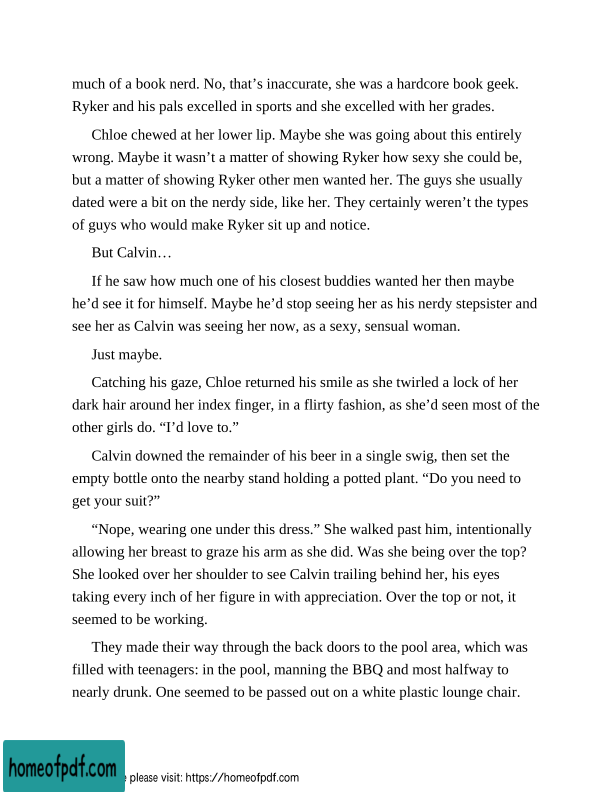 much of a book nerd. No, that’s inaccurate, she was a hardcore book geek.
Ryker and his pals excelled in sports and she excelled with her grades.
Chloe chewed at her lower lip. Maybe she was going about this entirely
wrong. Maybe it wasn’t a matter of showing Ryker how sexy she could be,
but a matter of showing Ryker other men wanted her. The guys she usually
dated were a bit on the nerdy side, like her. They certainly weren’t the types
of guys who would make Ryker sit up and notice.
But Calvin…
If he saw how much one of his closest buddies wanted her then maybe
he’d see it for himself. Maybe he’d stop seeing her as his nerdy stepsister and
see her as Calvin was seeing her now, as a sexy, sensual woman.
Just maybe.
Catching his gaze, Chloe returned his smile as she twirled a lock of her
dark hair around her index finger, in a flirty fashion, as she’d seen most of the
other girls do. “I’d love to.”
Calvin downed the remainder of his beer in a single swig, then set the
empty bottle onto the nearby stand holding a potted plant. “Do you need to
get your suit?”
“Nope, wearing one under this dress.” She walked past him, intentionally
allowing her breast to graze his arm as she did. Was she being over the top?
She looked over her shoulder to see Calvin trailing behind her, his eyes
taking every inch of her figure in with appreciation. Over the top or not, it
seemed to be working.
They made their way through the back doors to the pool area, which was
filled with teenagers: in the pool, manning the BBQ and most halfway to
nearly drunk. One seemed to be passed out on a white plastic lounge chair.
homeofpdf.com
please visit: https://homeofpdf.com